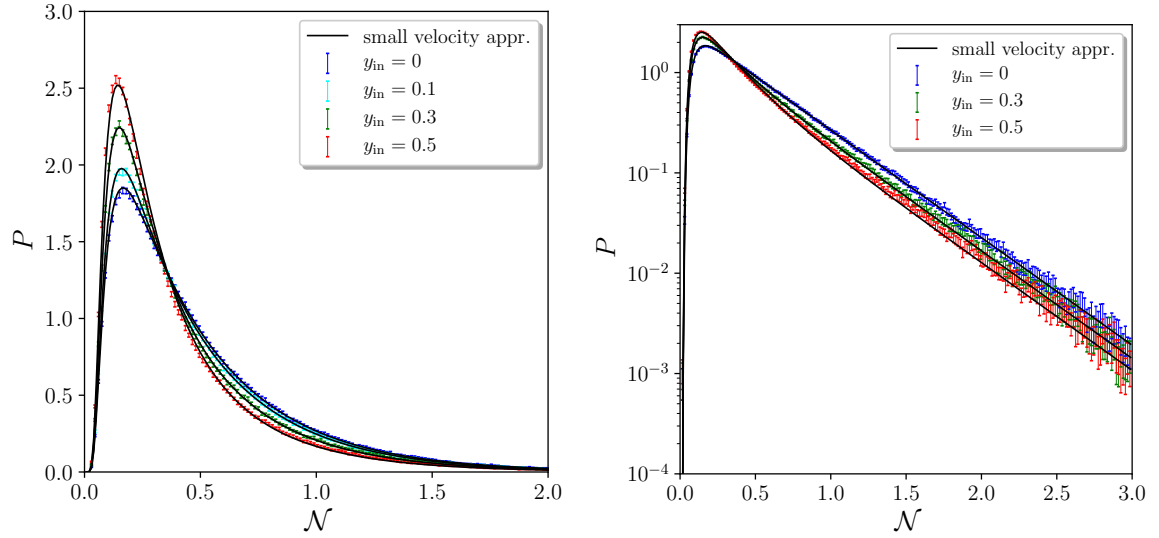 3.0
2.5
2.0
1.5
1.0
0.5
0.0
P
0.0 0.5 1.0 1.5 2.0
𝒩
small velocity appr.
y_in = 0
y_in = 0.1
y_in = 0.3
y_in = 0.5
10^0
10^−1
10^−2
10^−3
10^−4
P
0.0 0.5 1.0 1.5 2.0 2.5 3.0
𝒩
small velocity appr.
y_in = 0
y_in = 0.3
y_in = 0.5